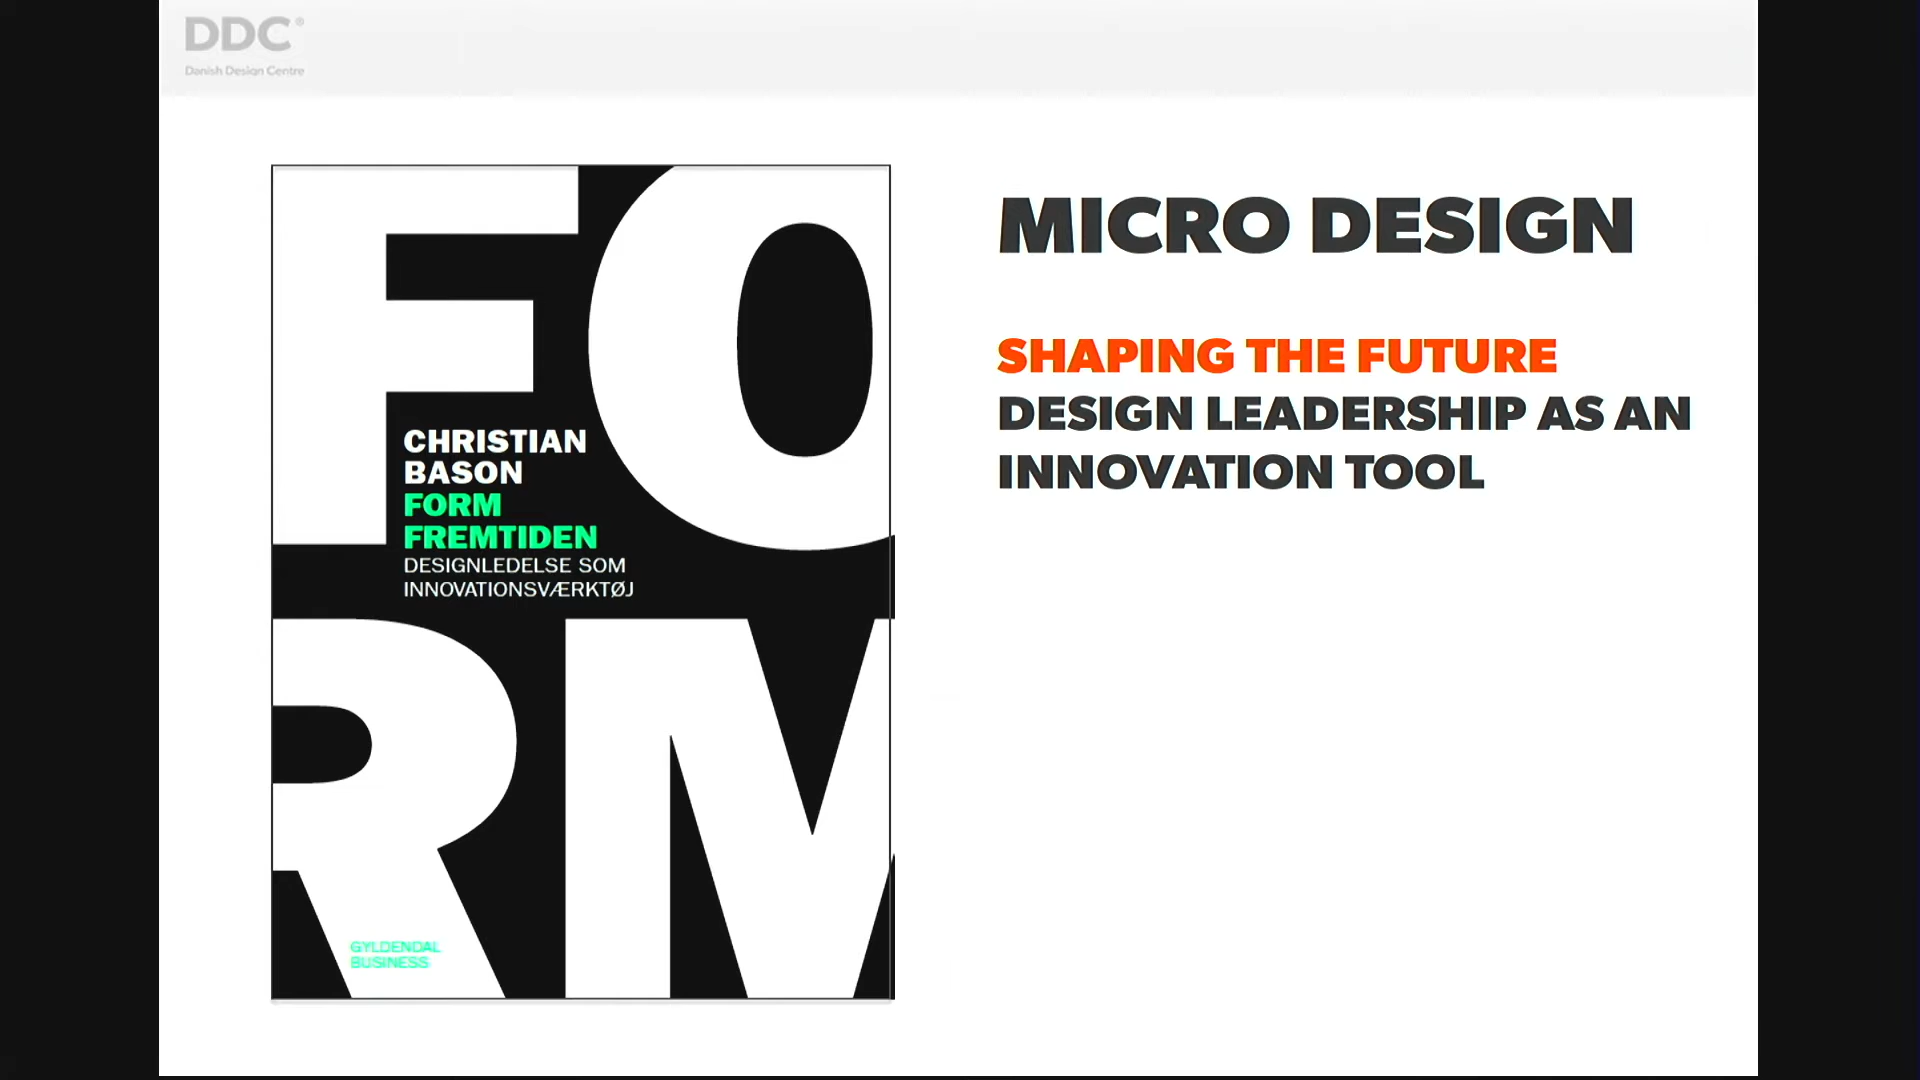 DDC®
Danish Design Centre
FO
CHRISTIAN
BASON
FORM
FREMTIDEN
DESIGNLEDELSE SOM
INNOVATIONSVÆRKTØJ
RM
GYLDENDAL
BUSINESS
MICRO DESIGN
SHAPING THE FUTURE
DESIGN LEADERSHIP AS AN
INNOVATION TOOL